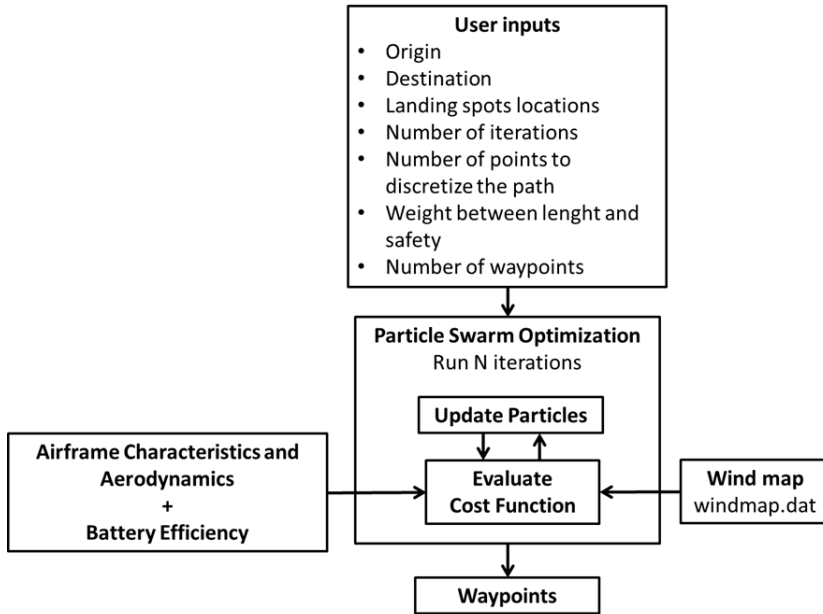 User inputs
• Origin
• Destination
• Landing spots locations
• Number of iterations
• Number of points to
discretize the path
• Weight between lenght and
safety
• Number of waypoints
Particle Swarm Optimization
Run N iterations
Update Particles
Evaluate
Cost Function
Airframe Characteristics and
Aerodynamics
+
Battery Efficiency
Wind map
windmap.dat
Waypoints